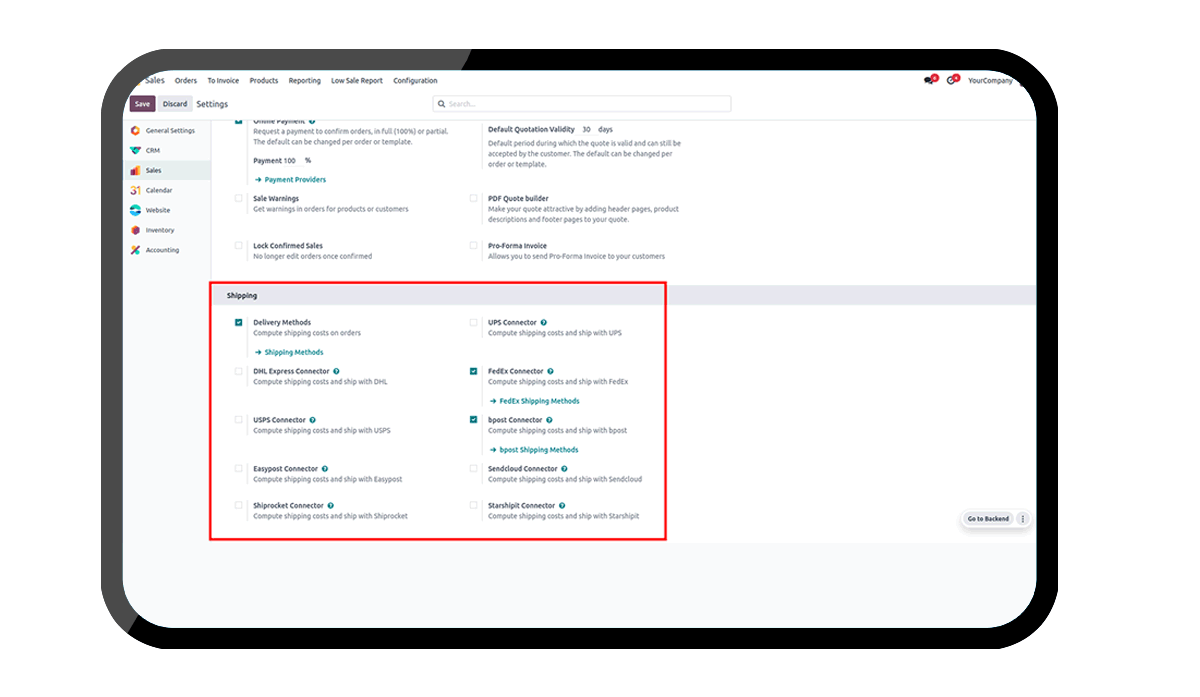 Sales Orders To Invoice Products Reporting Low Sale Report Configuration YourCompany
Save Discard Settings Search...
General Settings
CRM
Sales
31 Calendar
Website
Inventory
Accounting
Online Payment
Request a payment to confirm orders, in full (100%) or partial.
The default can be changed per order or template.
Payment 100 %
→ Payment Providers
Default Quotation Validity 30 days
Default period during which the quote is valid and can still be
accepted by the customer. The default can be changed per
order or template.
Sale Warnings
Get warnings in orders for products or customers
PDF Quote builder
Make your quote attractive by adding header pages, product
descriptions and footer pages to your quote.
Lock Confirmed Sales
No longer edit orders once confirmed
Pro-Forma Invoice
Allows you to send Pro-Forma Invoice to your customers
Shipping
Delivery Methods
Compute shipping costs on orders
→ Shipping Methods
UPS Connector
Compute shipping costs and ship with UPS
DHL Express Connector
Compute shipping costs and ship with DHL
FedEx Connector
Compute shipping costs and ship with FedEx
→ FedEx Shipping Methods
USPS Connector
Compute shipping costs and ship with USPS
bpost Connector
Compute shipping costs and ship with bpost
→ bpost Shipping Methods
Easypost Connector
Compute shipping costs and ship with Easypost
Sendcloud Connector
Compute shipping costs and ship with Sendcloud
Shiprocket Connector
Compute shipping costs and ship with Shiprocket
Starshipit Connector
Compute shipping costs and ship with Starshipit
Go to Backend